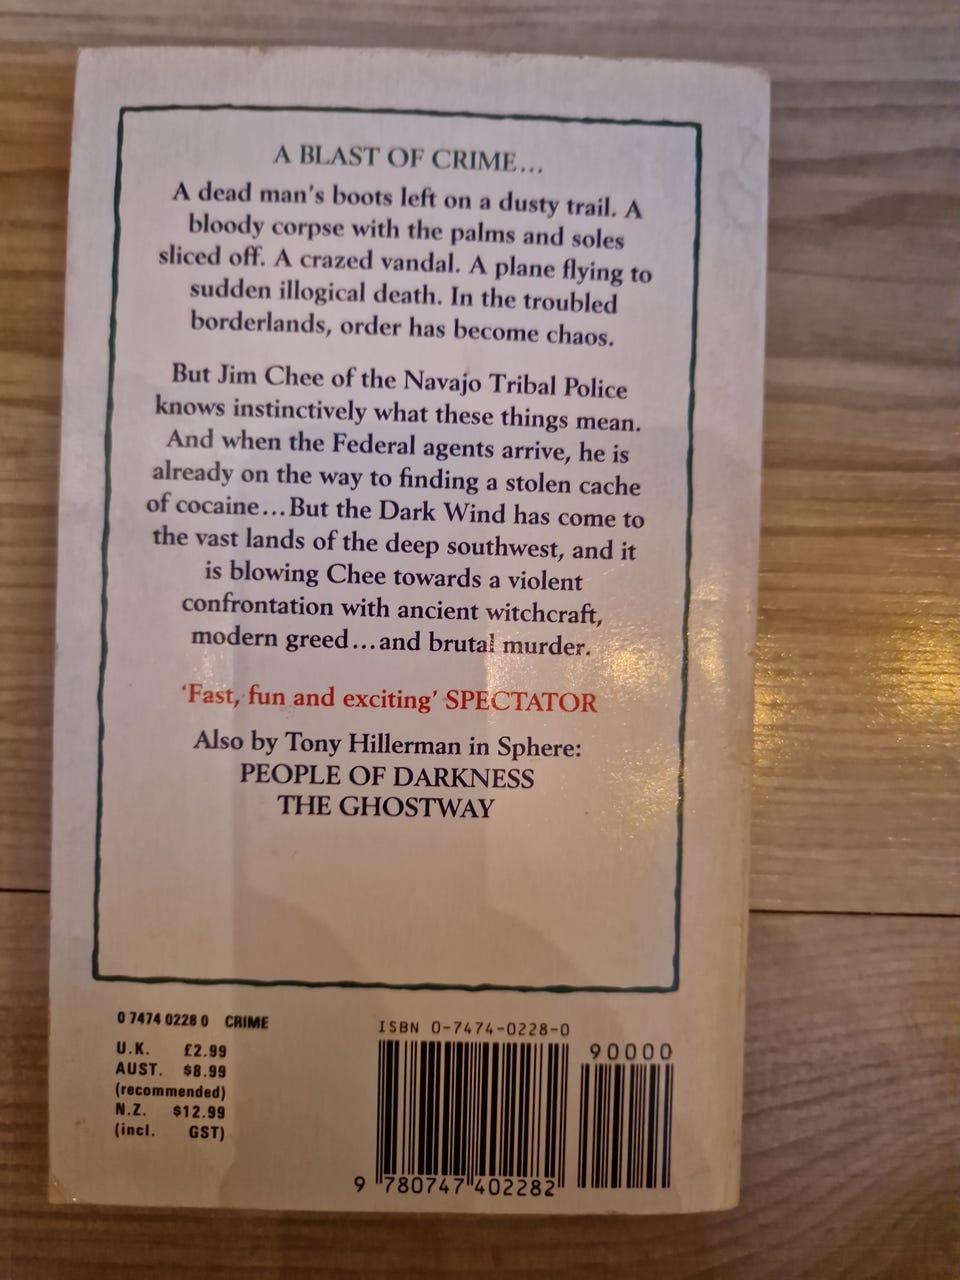 A BLAST OF CRIME...
A dead man's boots left on a dusty trail. A
bloody corpse with the palms and soles
sliced off. A crazed vandal. A plane flying to
sudden illogical death. In the troubled
borderlands, order has become chaos.
But Jim Chee of the Navajo Tribal Police
knows instinctively what these things mean.
And when the Federal agents arrive, he is
already on the way to finding a stolen cache
of cocaine...But the Dark Wind has come to
the vast lands of the deep southwest, and it
is blowing Chee towards a violent
confrontation with ancient witchcraft,
modern greed...and brutal murder.
'Fast, fun and exciting' SPECTATOR
Also by Tony Hillerman in Sphere:
PEOPLE OF DARKNESS
THE GHOSTWAY
0 7474 0228 0 CRIME
U.K. £2.99
AUST. $8.99
(recommended)
N.Z. $12.99
(incl. GST)
ISBN 0-7474-0228-0
90000
9 780747 402282